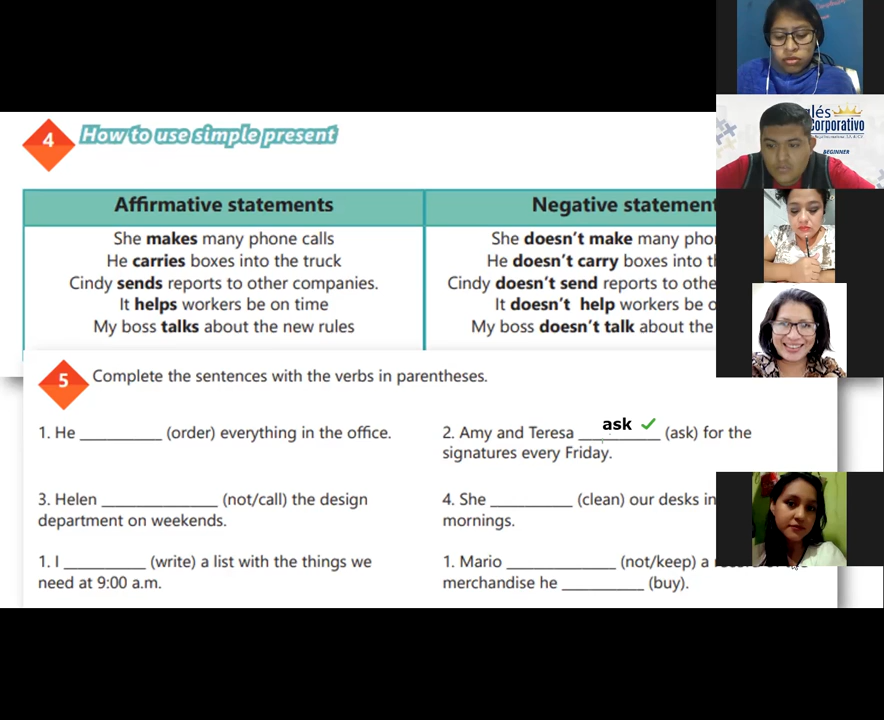 4 How to use simple present
Affirmative statements
She makes many phone calls
He carries boxes into the truck
Cindy sends reports to other companies.
It helps workers be on time
My boss talks about the new rules
Negative statement
She doesn't make many pho
He doesn't carry boxes into t
Cindy doesn't send reports to othe
It doesn't help workers be o
My boss doesn't talk about the
5 Complete the sentences with the verbs in parentheses.
1. He ________ (order) everything in the office.
2. Amy and Teresa ask ✓ (ask) for the
signatures every Friday.
3. Helen ____________ (not/call) the design
department on weekends.
4. She ________ (clean) our desks in
mornings.
1. I ________ (write) a list with the things we
need at 9:00 a.m.
1. Mario ___________ (not/keep) a
merchandise he ________ (buy).
lés
Corporativo
BEGINNER